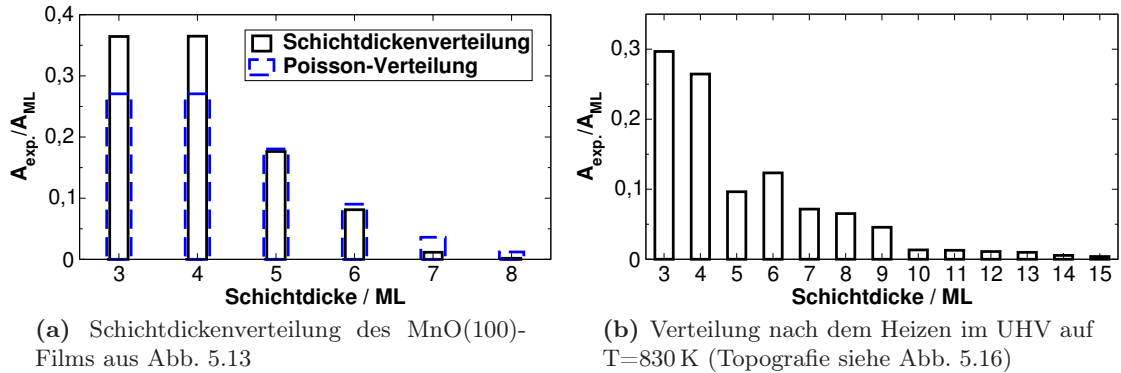 0,4
0,3
0,2
0,1
0
A_exp./A_ML
Schichtdickenverteilung
Poisson-Verteilung
3 4 5 6 7 8
Schichtdicke / ML
(a) Schichtdickenverteilung des MnO(100)-
Films aus Abb. 5.13
0,3
0,2
0,1
0
A_exp./A_ML
3 4 5 6 7 8 9 10 11 12 13 14 15
Schichtdicke / ML
(b) Verteilung nach dem Heizen im UHV auf
T=830 K (Topografie siehe Abb. 5.16)